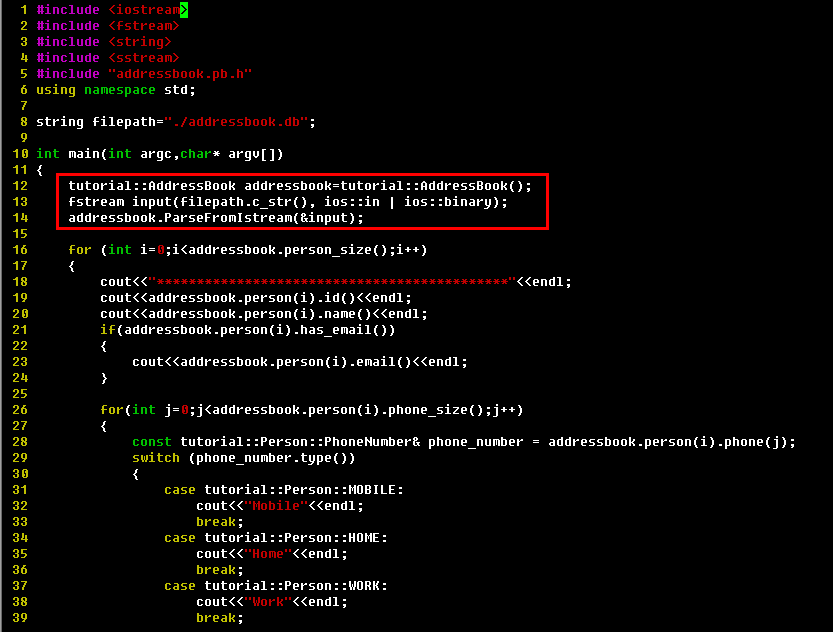 1 #include <iostream>
2 #include <fstream>
3 #include <string>
4 #include <sstream>
5 #include "addressbook.pb.h"
6 using namespace std;
7
8 string filepath="./addressbook.db";
9
10 int main(int argc,char* argv[])
11 {
12     tutorial::AddressBook addressbook=tutorial::AddressBook();
13     fstream input(filepath.c_str(), ios::in | ios::binary);
14     addressbook.ParseFromIstream(&input);
15
16     for (int i=0;i<addressbook.person_size();i++)
17     {
18         cout<<"********************************************"<<endl;
19         cout<<addressbook.person(i).id()<<endl;
20         cout<<addressbook.person(i).name()<<endl;
21         if(addressbook.person(i).has_email())
22         {
23             cout<<addressbook.person(i).email()<<endl;
24         }
25
26         for(int j=0;j<addressbook.person(i).phone_size();j++)
27         {
28             const tutorial::Person::PhoneNumber& phone_number = addressbook.person(i).phone(j);
29             switch (phone_number.type())
30             {
31                 case tutorial::Person::MOBILE:
32                     cout<<"Mobile"<<endl;
33                     break;
34                 case tutorial::Person::HOME:
35                     cout<<"Home"<<endl;
36                     break;
37                 case tutorial::Person::WORK:
38                     cout<<"Work"<<endl;
39                     break;